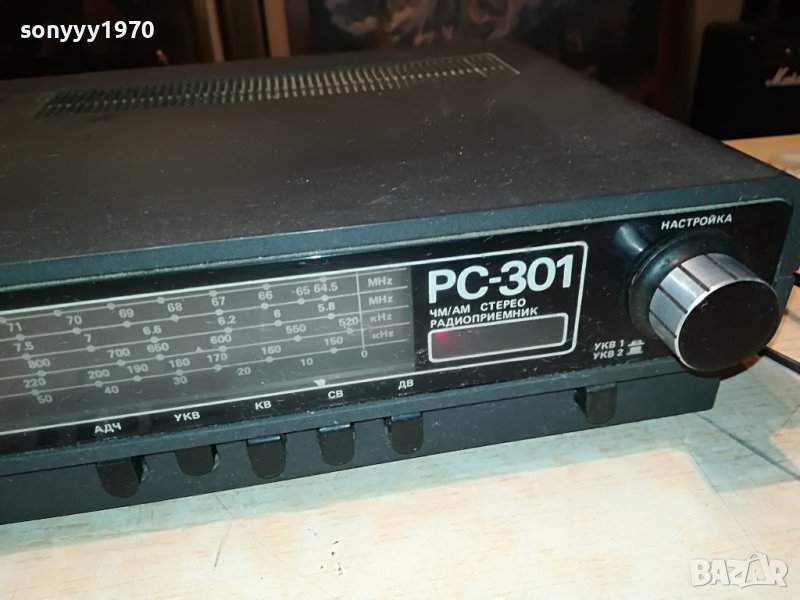 sonyyy1970
НАСТРОЙКА
РС-301
ЧМ/АМ СТЕРЕО
РАДИОПРИЕМНИК
УКВ 1
УКВ 2
71 70 69 68 67 66 65 64.5 MHz
7.5 7 6.6 6.2 6 5.8 MHz
800 700 650 600 550 520 kHz
220 200 190 180 170 160 150 kHz
50 40 30 20 10 0
АДЧ УКВ КВ СВ ДВ
BAZAR